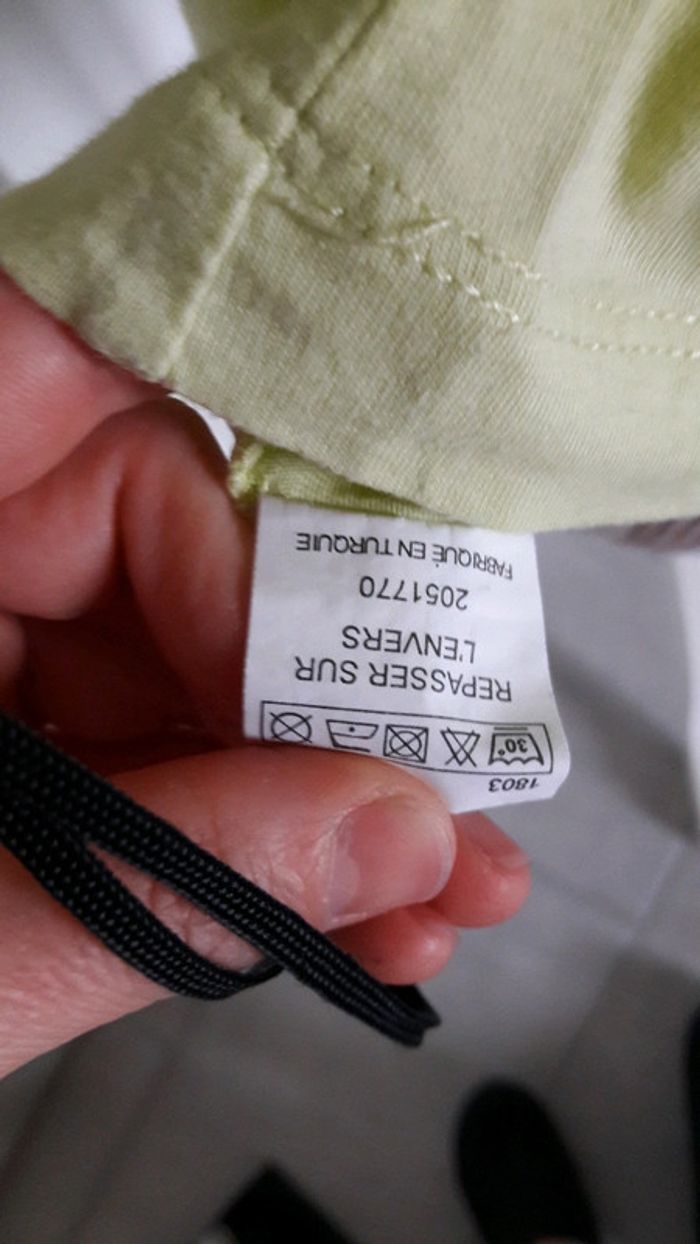 1803
30°
REPASSER SUR
L'ENVERS
2051770
FABRIQUÉ EN TURQUIE